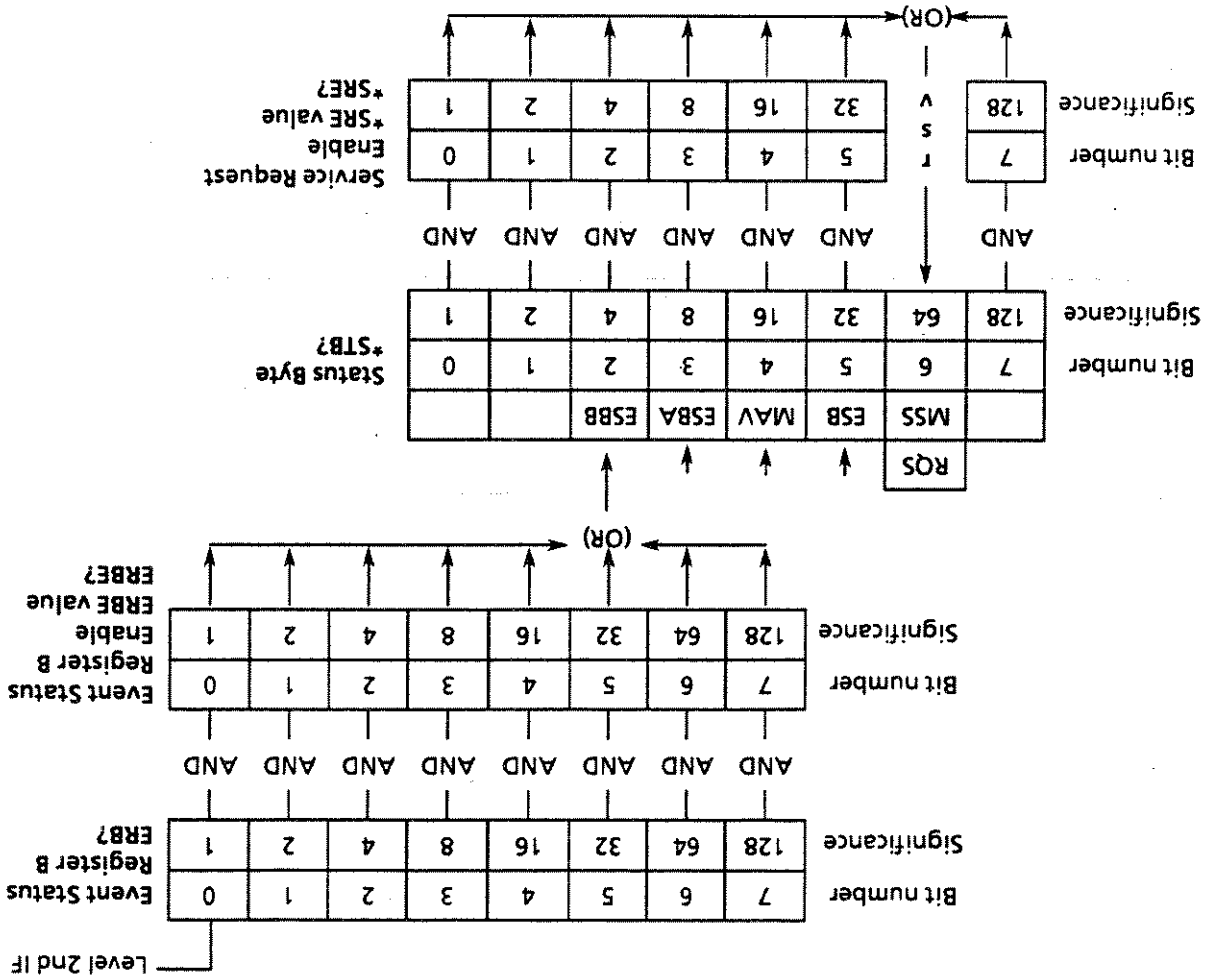 Level 2nd IF
Bit number 7 6 5 4 3 2 1 0 Event Status
Register B
Significance 128 64 32 16 8 4 2 1 ERB?
AND AND AND AND AND AND AND AND
Bit number 7 6 5 4 3 2 1 0 Event Status
Register B
Enable
Significance 128 64 32 16 8 4 2 1 ERBE value
ERBE?
(OR)
RQS
MSS ESB MAV ESBA ESBB
Bit number 7 6 5 4 3 2 1 0 Status Byte
*STB?
Significance 128 64 32 16 8 4 2 1
AND AND AND AND AND AND AND
Bit number 7 5 4 3 2 1 0 Service Request
Enable
r s v
Significance 128 32 16 8 4 2 1 *SRE value
*SRE?
(OR)